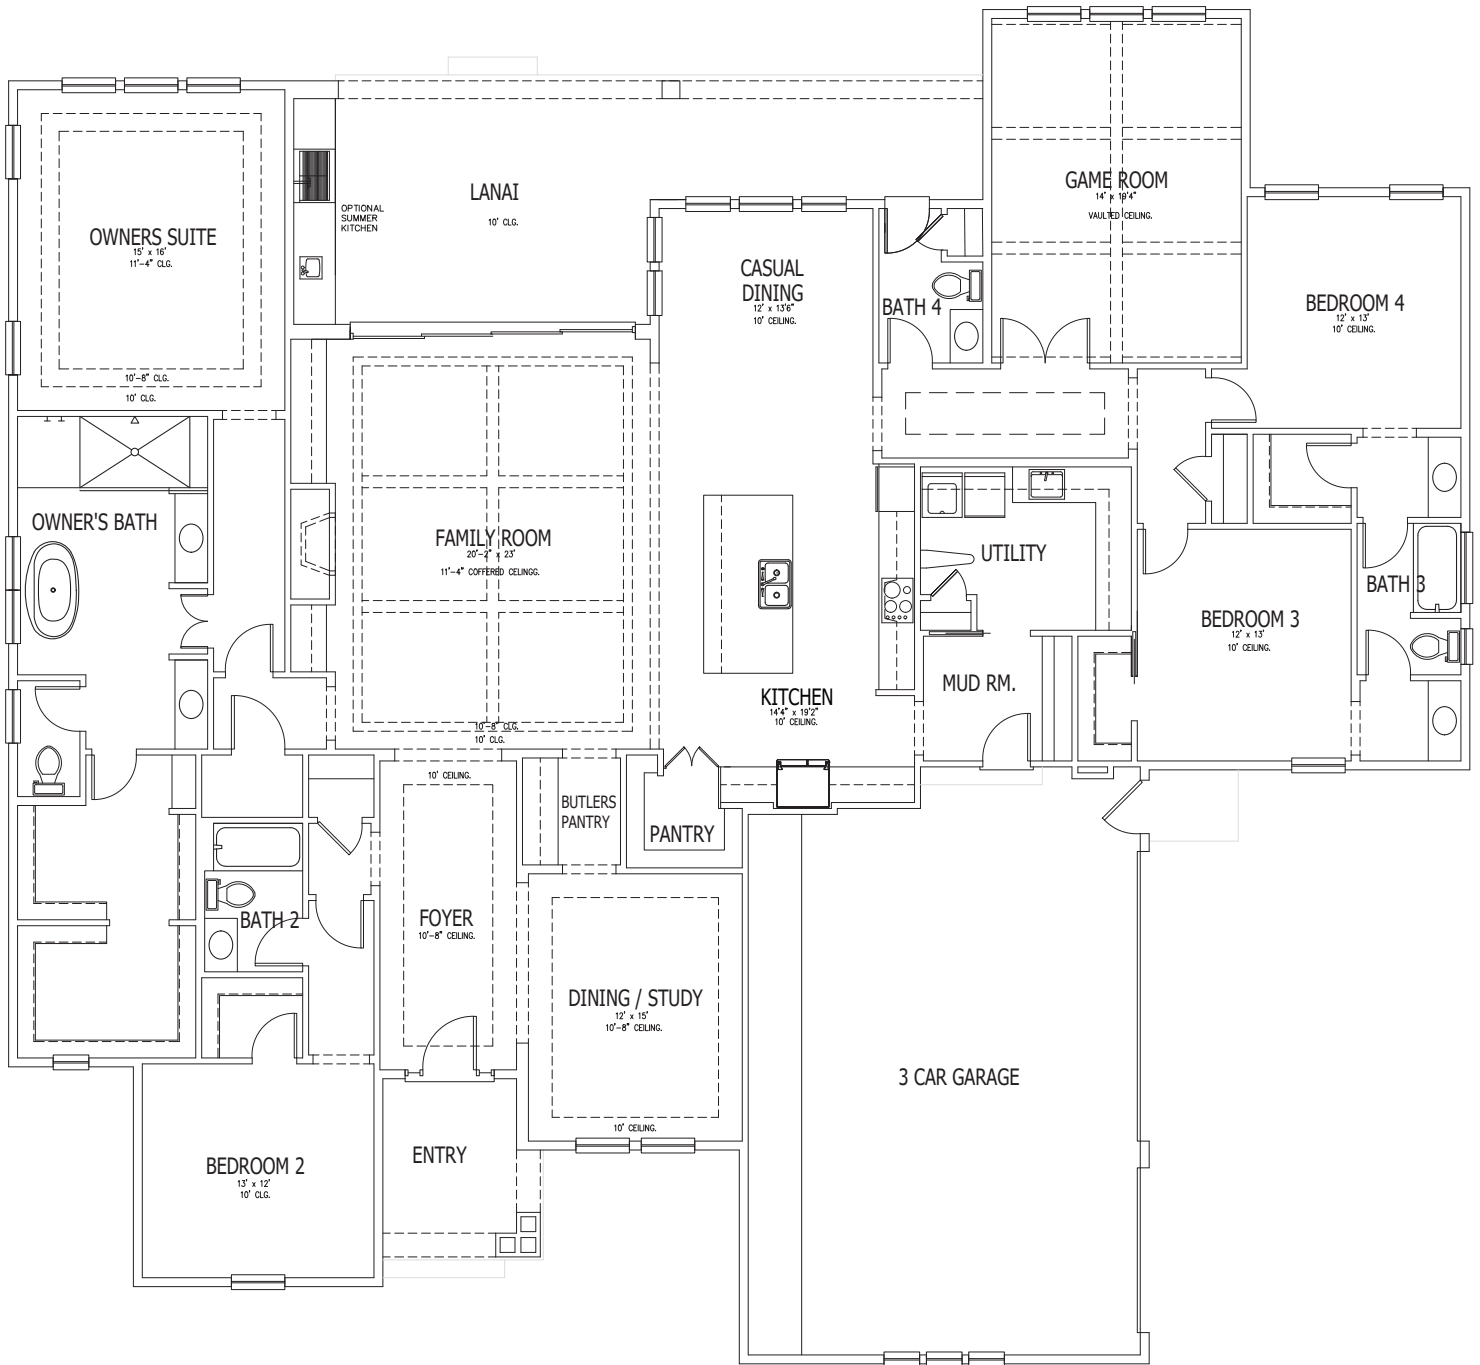 GAME ROOM
14' x 19'4"
VAULTED CEILING.
LANAI
10' CLG.
OPTIONAL
SUMMER
KITCHEN
OWNERS SUITE
15' x 16'
11'-4" CLG.
10'-8" CLG.
10' CLG.
CASUAL
DINING
12' x 13'6"
10' CEILING.
BATH 4
BEDROOM 4
12' x 13'
10' CEILING.
OWNER'S BATH
FAMILY ROOM
20'-2" x 23'
11'-4" COFFERED CELINGG.
10'-8" CLG.
10' CLG.
UTILITY
BATH 3
BEDROOM 3
12' x 13'
10' CEILING.
MUD RM.
KITCHEN
14'4" x 19'2"
10' CEILING.
10' CEILING.
BUTLERS
PANTRY
PANTRY
FOYER
10'-8" CEILING.
BATH 2
DINING / STUDY
12' x 15'
10'-8" CEILING.
10' CEILING.
3 CAR GARAGE
ENTRY
BEDROOM 2
13' x 12'
10' CLG.